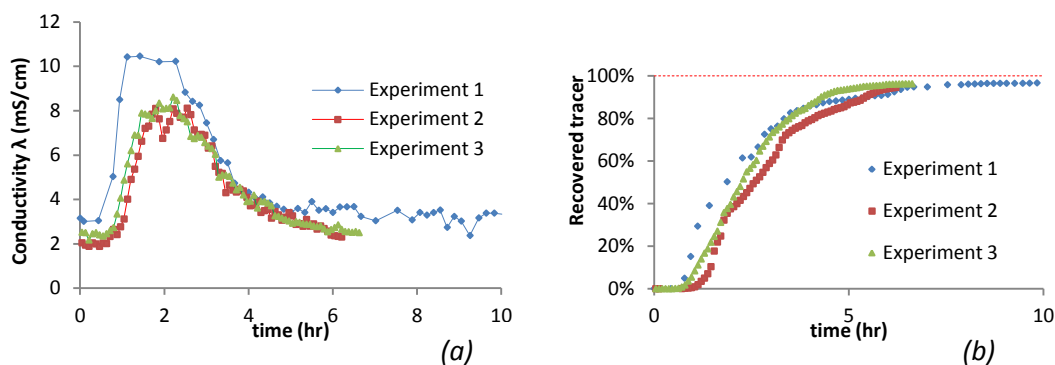 Conductivity λ (mS/cm)
12
10
8
6
4
2
0
0 2 4 6 8 10
time (hr)
Experiment 1
Experiment 2
Experiment 3
(a)
Recovered tracer
100%
80%
60%
40%
20%
0%
0 5 10
time (hr)
Experiment 1
Experiment 2
Experiment 3
(b)